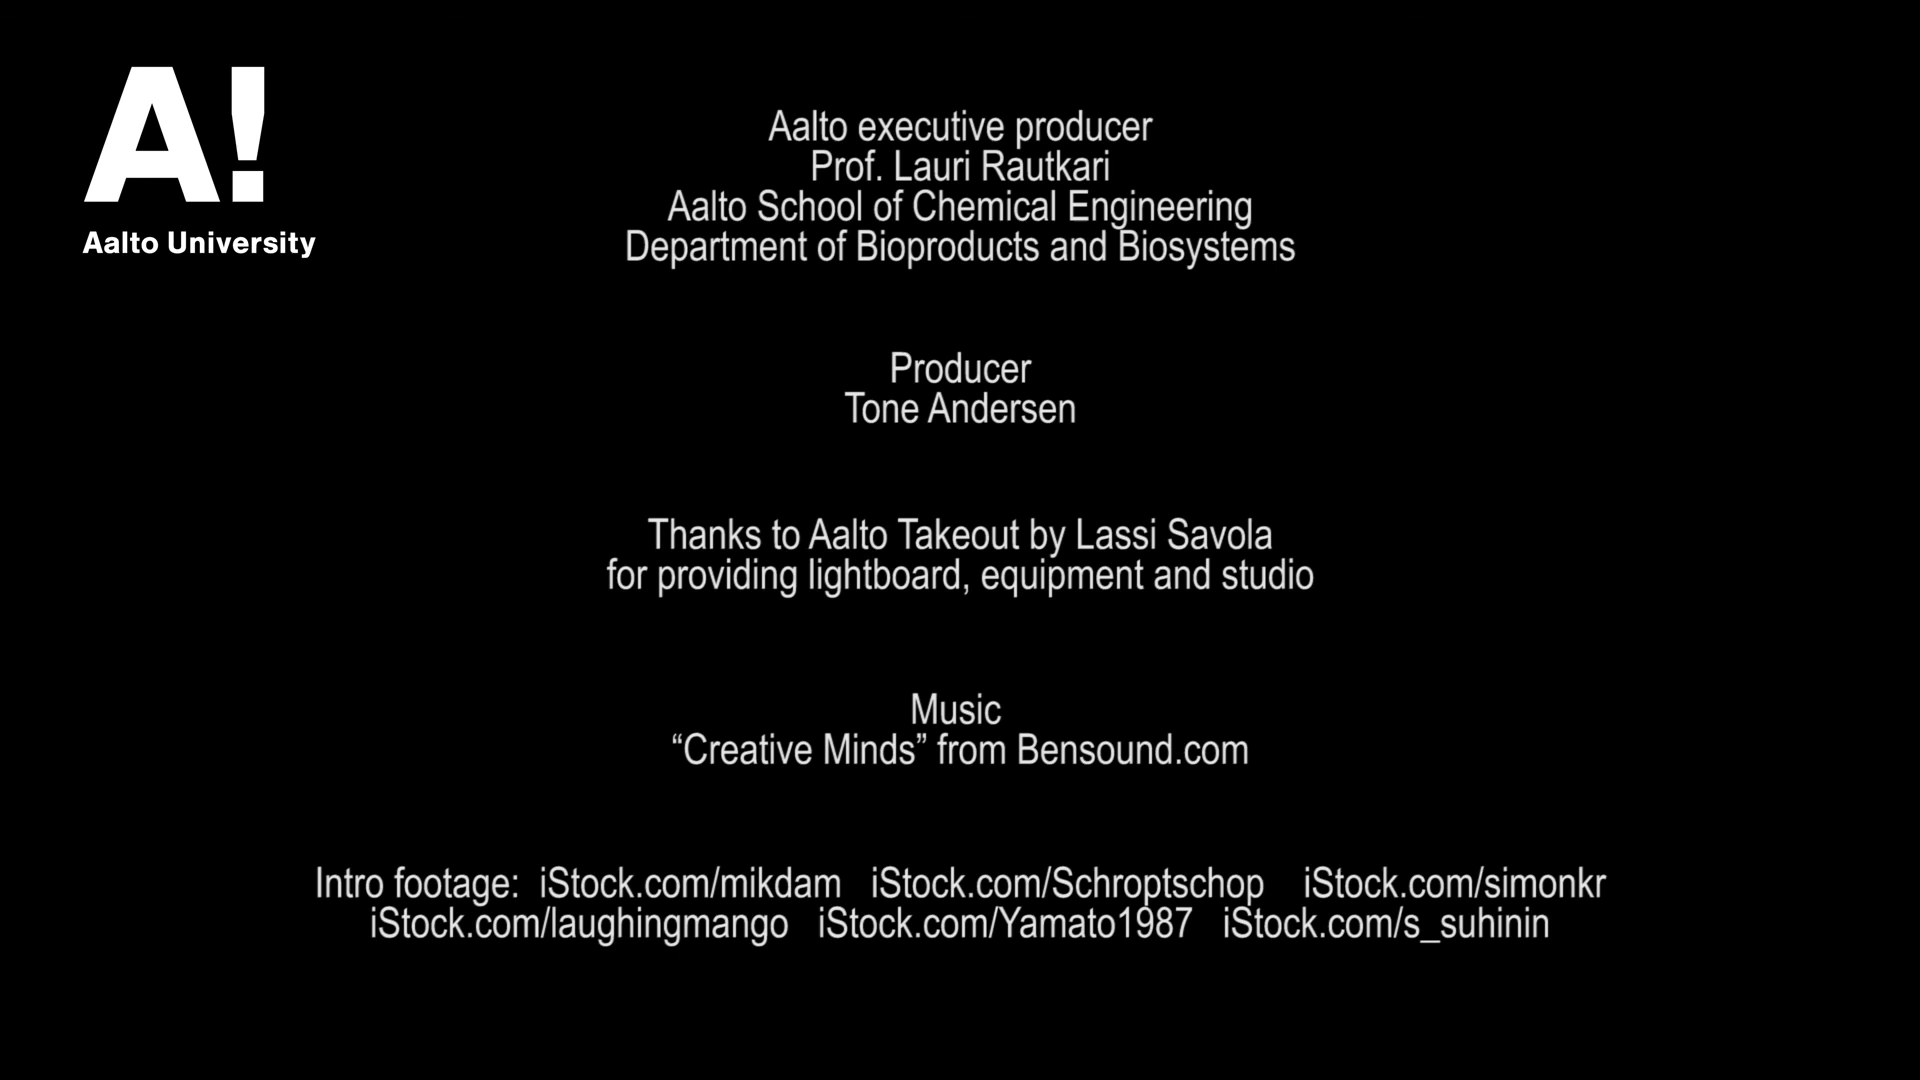 A!
Aalto University
Aalto executive producer
Prof. Lauri Rautkari
Aalto School of Chemical Engineering
Department of Bioproducts and Biosystems
Producer
Tone Andersen
Thanks to Aalto Takeout by Lassi Savola
for providing lightboard, equipment and studio
Music
“Creative Minds” from Bensound.com
Intro footage: iStock.com/mikdam iStock.com/Schroptschop iStock.com/simonkr
iStock.com/laughingmango iStock.com/Yamato1987 iStock.com/s_suhinin